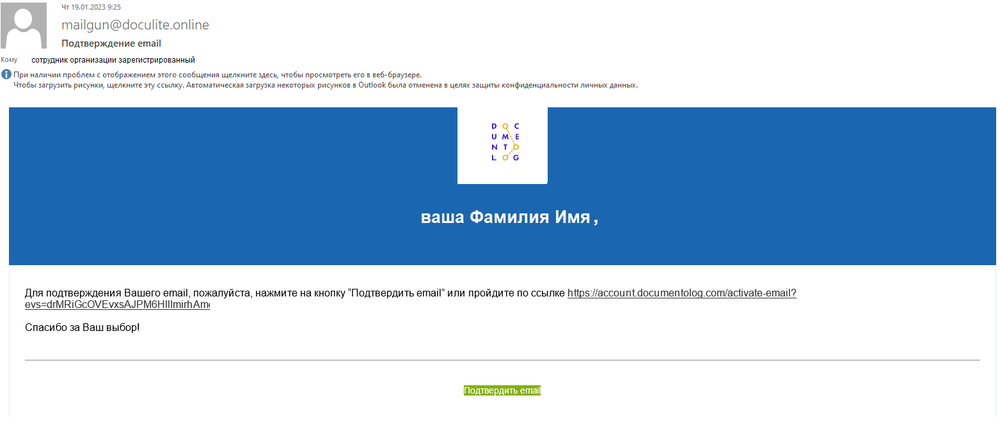 Чт 19.01.2023 9:25
mailgun@doculite.online
Подтверждение email
Кому сотрудник организации зарегистрированный
При наличии проблем с отображением этого сообщения щелкните здесь, чтобы просмотреть его в веб-браузере.
Чтобы загрузить рисунки, щелкните эту ссылку. Автоматическая загрузка некоторых рисунков в Outlook была отменена в целях защиты конфиденциальности личных данных.
DOC
UME
NTO
LOG
ваша Фамилия Имя ,
Для подтверждения Вашего email, пожалуйста, нажмите на кнопку “Подтвердить email” или пройдите по ссылке https://account.documentolog.com/activate-email?
Спасибо за Ваш выбор!
Подтвердить email